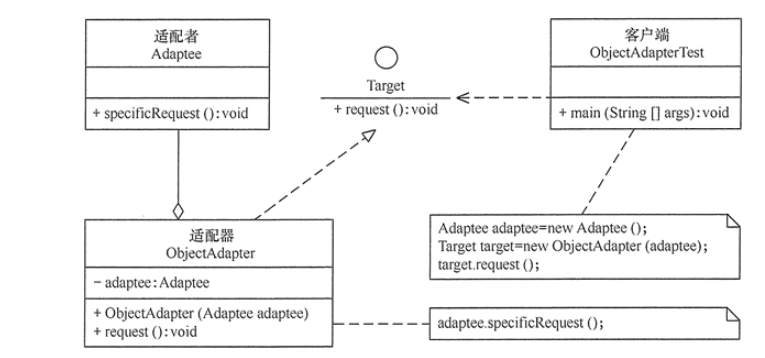 适配者
Adaptee
+ specificRequest ():void
Target
+ request ():void
客户端
ObjectAdapterTest
+ main (String [] args):void
适配器
ObjectAdapter
- adaptee:Adaptee
+ ObjectAdapter (Adaptee adaptee)
+ request ():void
Adaptee adaptee=new Adaptee ();
Target target=new ObjectAdapter (adaptee);
target.request ();
adaptee.specificRequest ();